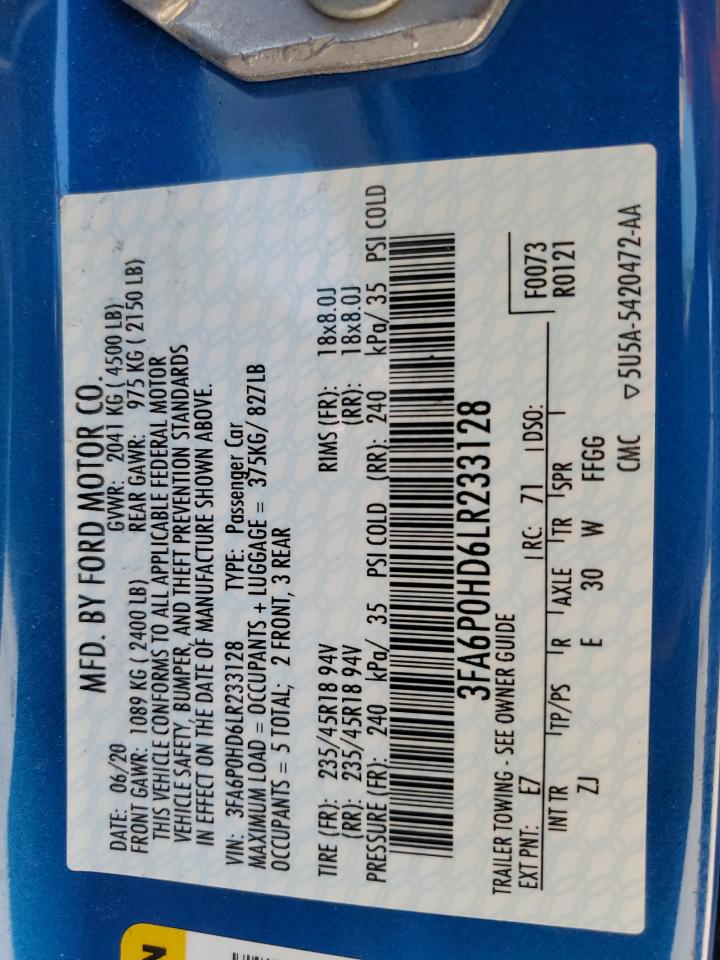 MFD. BY FORD MOTOR CO.
DATE: 06/20 GVWR: 2041 KG ( 4500 LB)
FRONT GAWR: 1089 KG ( 2400 LB) REAR GAWR: 975 KG ( 2150 LB)
THIS VEHICLE CONFORMS TO ALL APPLICABLE FEDERAL MOTOR
VEHICLE SAFETY, BUMPER, AND THEFT PREVENTION STANDARDS
IN EFFECT ON THE DATE OF MANUFACTURE SHOWN ABOVE.
VIN: 3FA6P0HD6LR233128 TYPE: Passenger Car
MAXIMUM LOAD = OCCUPANTS + LUGGAGE = 375KG/ 827LB
OCCUPANTS = 5 TOTAL; 2 FRONT, 3 REAR
TIRE (FR): 235/45R18 94V RIMS (FR): 18x8.0J
(RR): 235/45R18 94V (RR): 18x8.0J
PRESSURE (FR): 240 kPa/ 35 PSI COLD (RR): 240 kPa/ 35 PSI COLD
3FA6P0HD6LR233128
TRAILER TOWING - SEE OWNER GUIDE
F0073
EXT PNT: E7 RC: 71 DSO: R0121
INT TR TP/PS R AXLE TR SPR
ZJ E 30 W FFGG
CMC ▽5U5A-5420472-AA
N